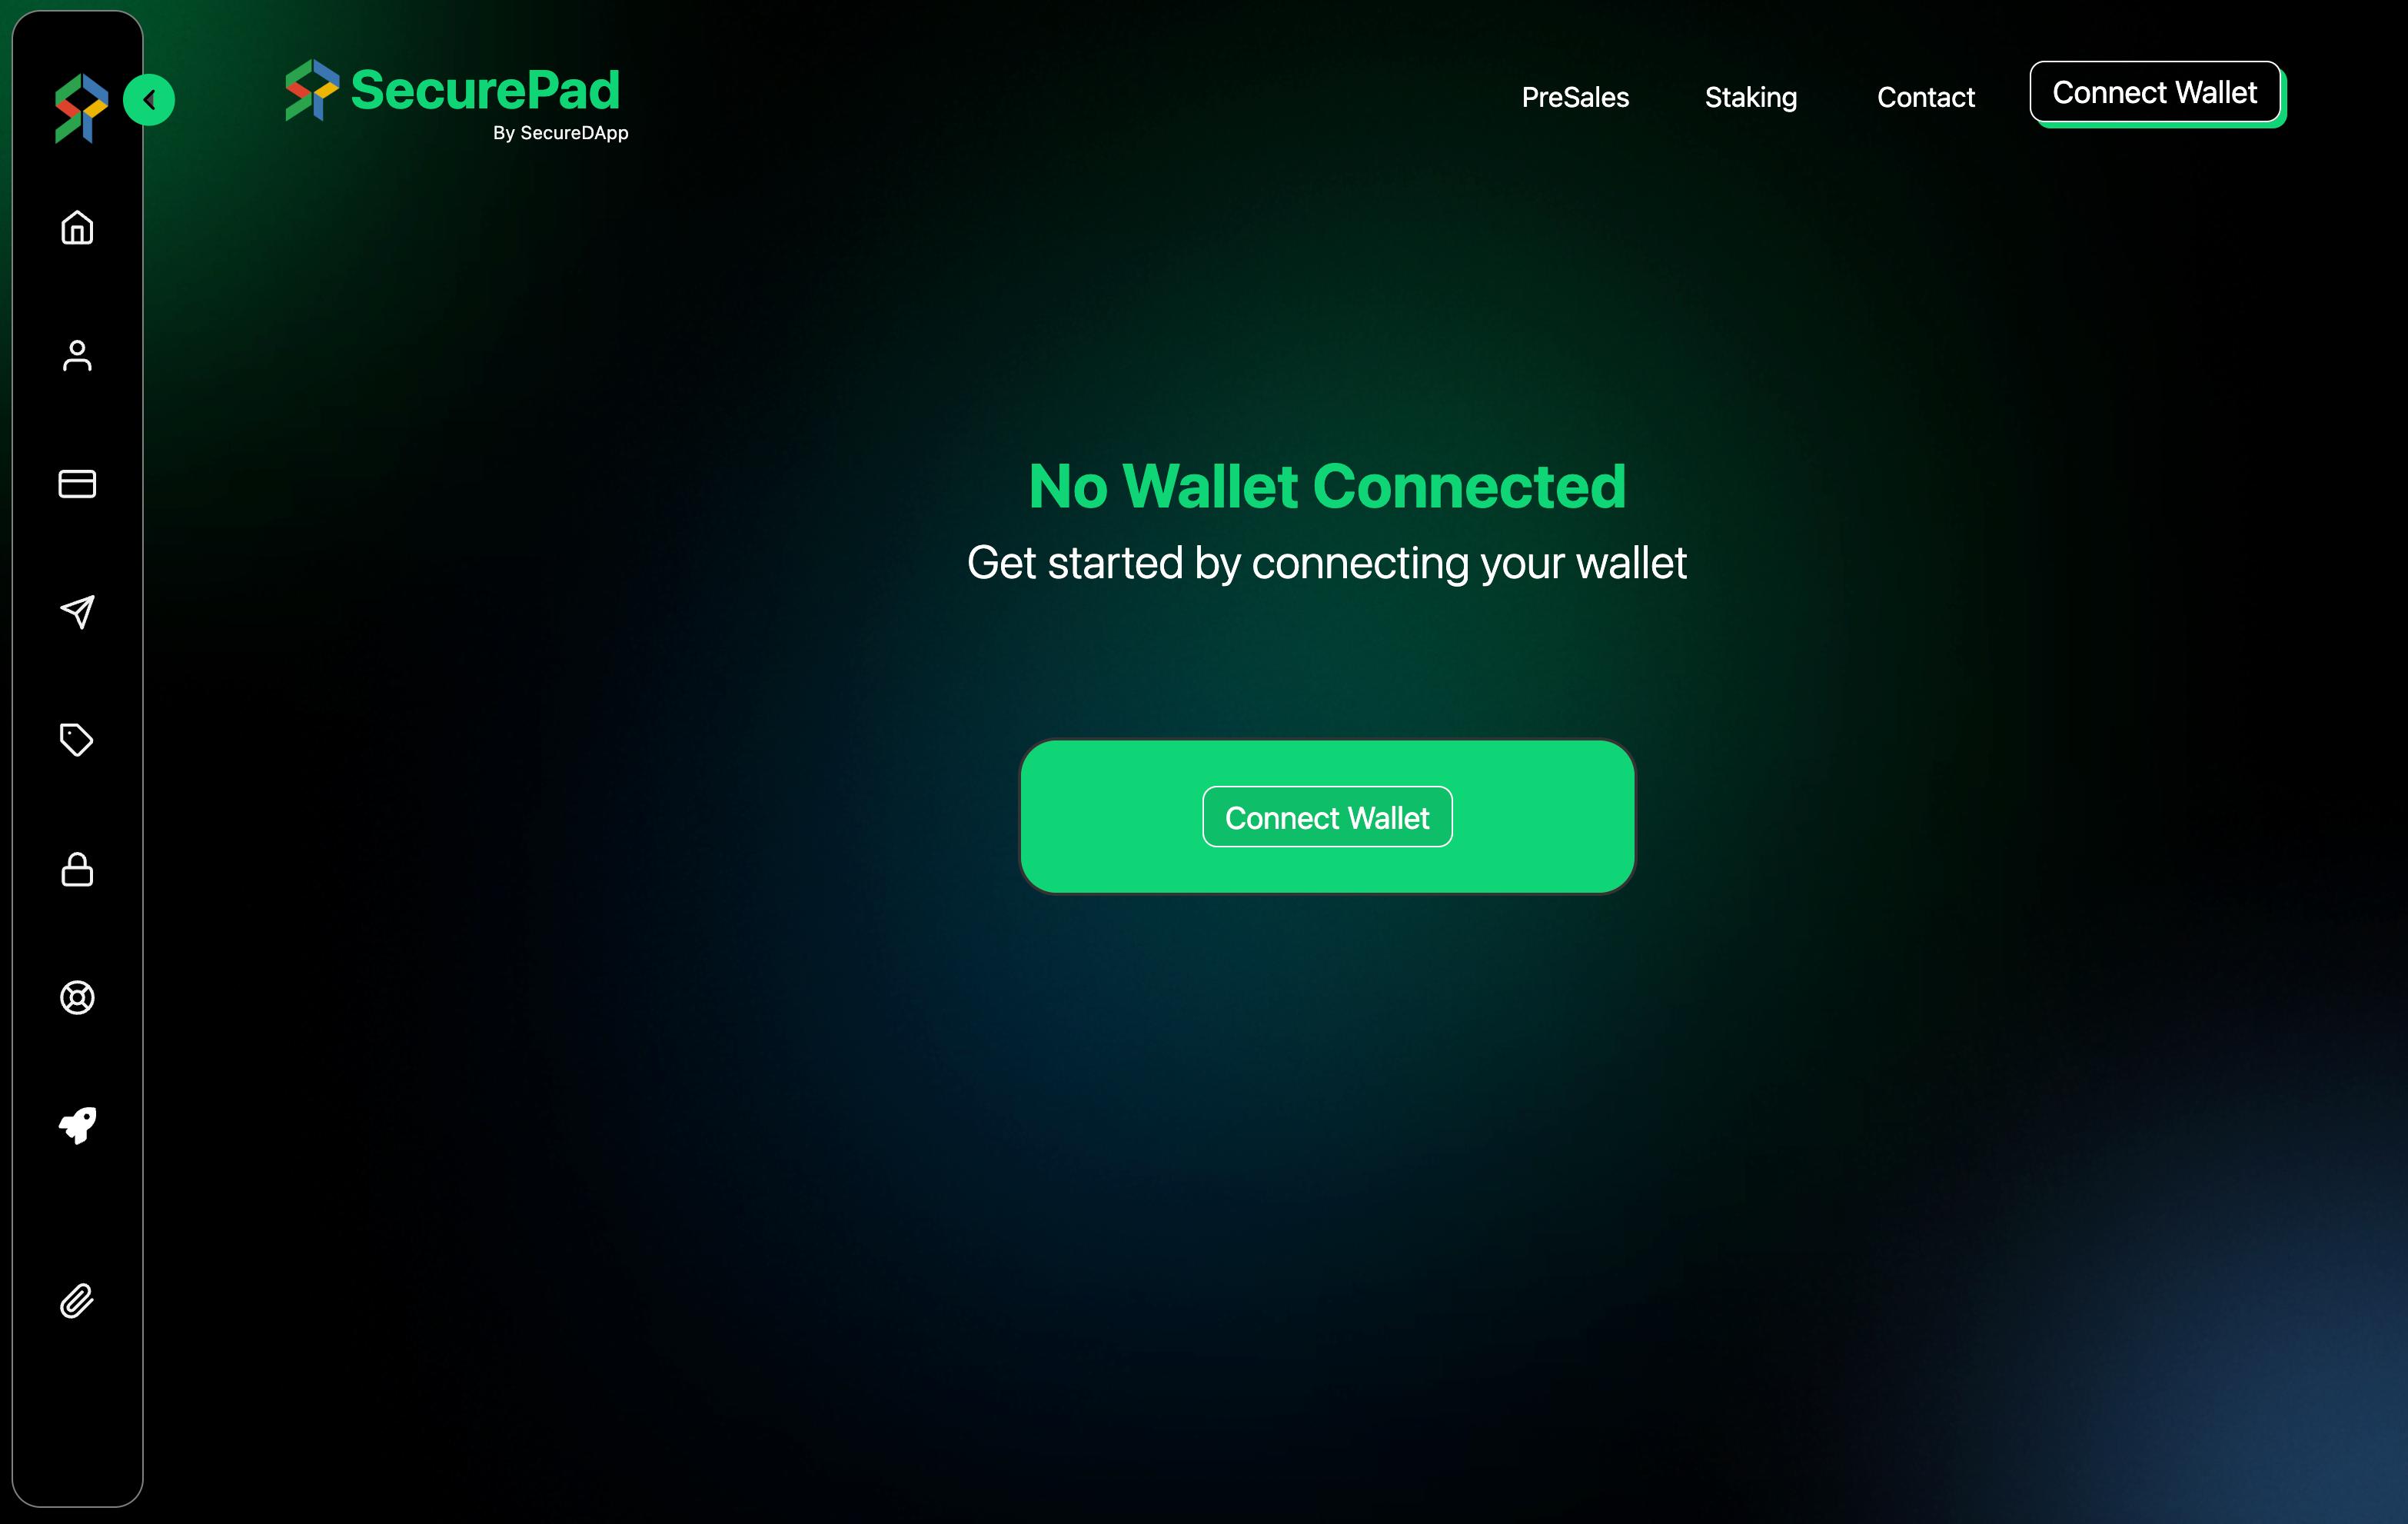 SecurePad
By SecureDApp
PreSales
Staking
Contact
Connect Wallet
No Wallet Connected
Get started by connecting your wallet
Connect Wallet